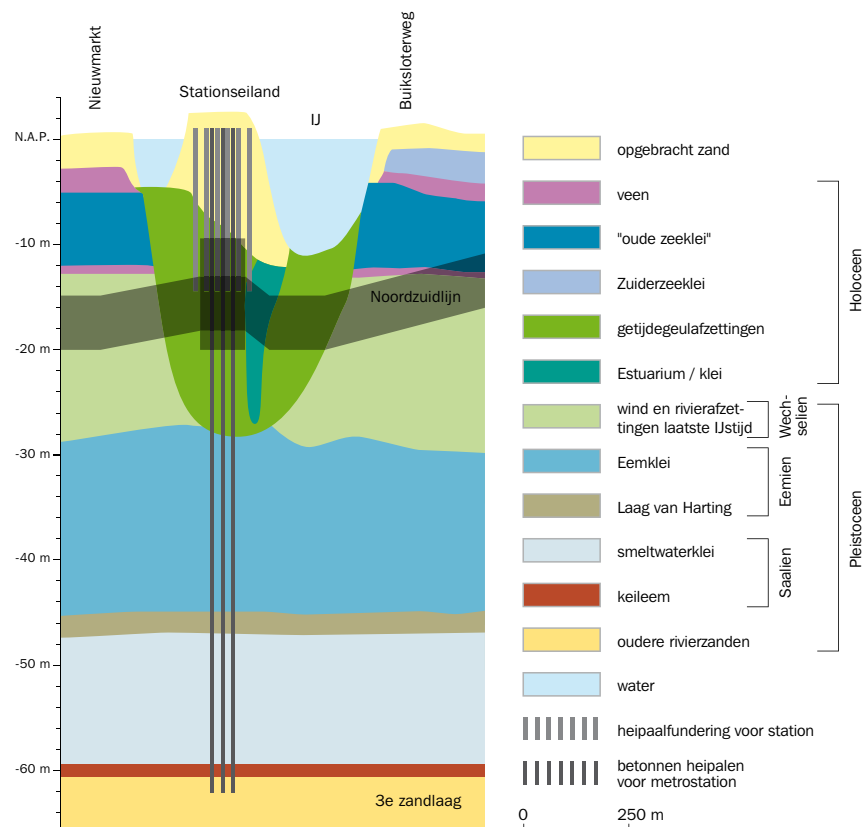 Nieuwmarkt
Stationseiland
IJ
Buiksloterweg
N.A.P.
-10 m
-20 m
-30 m
-40 m
-50 m
-60 m
Noordzuidlijn
3e zandlaag
opgebracht zand
veen
"oude zeeklei"
Zuiderzeeklei
getijdegeulafzettingen
Estuarium / klei
wind en rivierafzet-
tingen laatste IJstijd
Eemklei
Laag van Harting
smeltwaterklei
keileem
oudere rivierzanden
water
heipaalfundering voor station
betonnen heipalen
voor metrostation
Wech-
selien
Eemien
Saalien
Holoceen
Pleistoceen
0 250 m